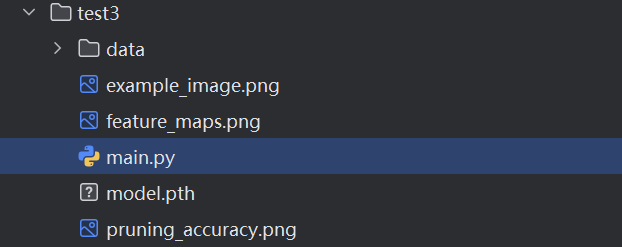 test3
data
example_image.png
feature_maps.png
main.py
model.pth
pruning_accuracy.png